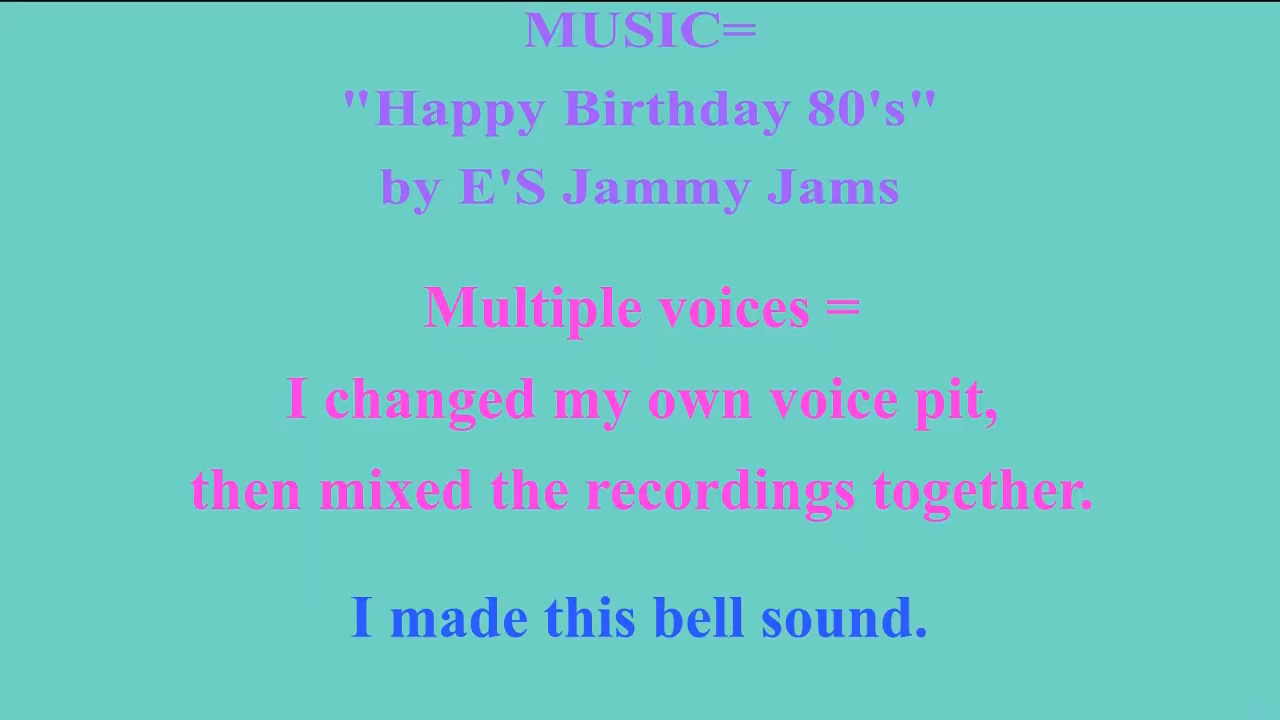 MUSIC=
"Happy Birthday 80's"
by E'S Jammy Jams
Multiple voices =
I changed my own voice pit,
then mixed the recordings together.
I made this bell sound.